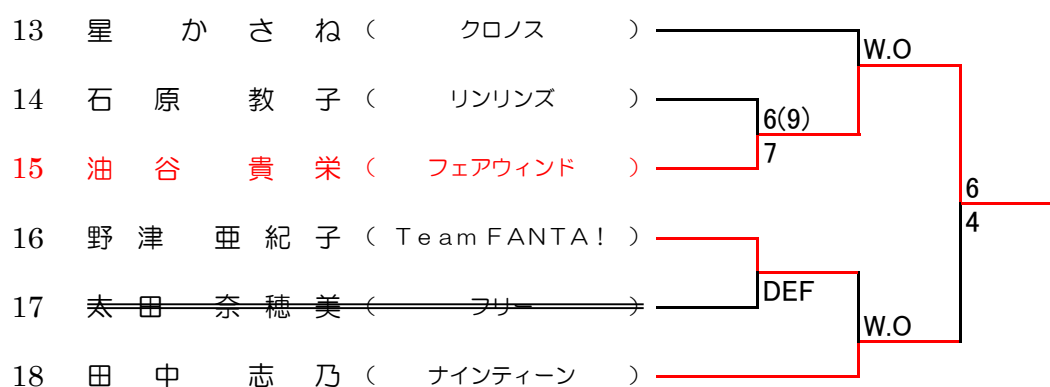 13 星 かさね ( クロノス )
W.O
14 石原 教子 ( リンリンズ )
6(9)
7
15 油谷 貴栄 ( フェアウィンド )
6
4
16 野津 亜紀子 ( Team FANTA! )
DEF
17 太田 奈穂美 ( フリー )
W.O
18 田中 志乃 ( ナインティーン )